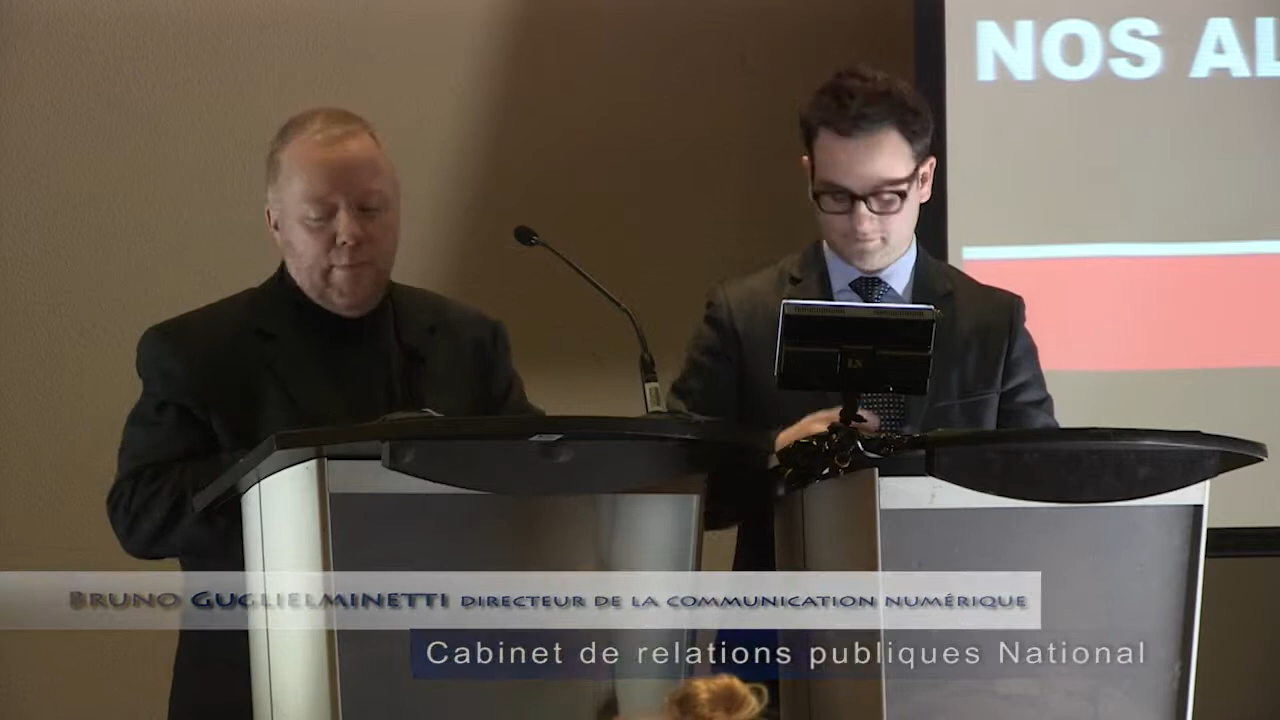 NOS AL
BRUNO GUGLIELMINETTI DIRECTEUR DE LA COMMUNICATION NUMÉRIQUE
Cabinet de relations publiques National